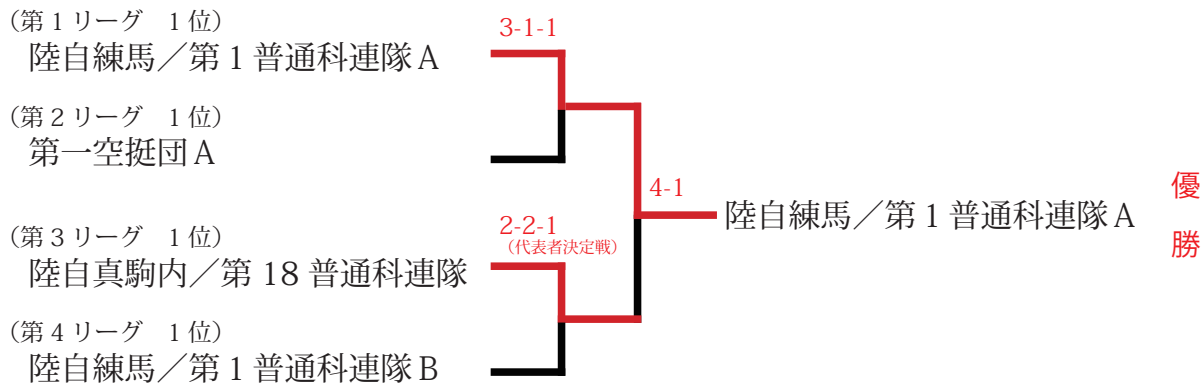 （第1リーグ　1位）
陸自練馬／第1普通科連隊A
3-1-1
（第2リーグ　1位）
第一空挺団A
4-1
陸自練馬／第1普通科連隊A
優勝
（第3リーグ　1位）
陸自真駒内／第18普通科連隊
2-2-1
（代表者決定戦）
（第4リーグ　1位）
陸自練馬／第1普通科連隊B